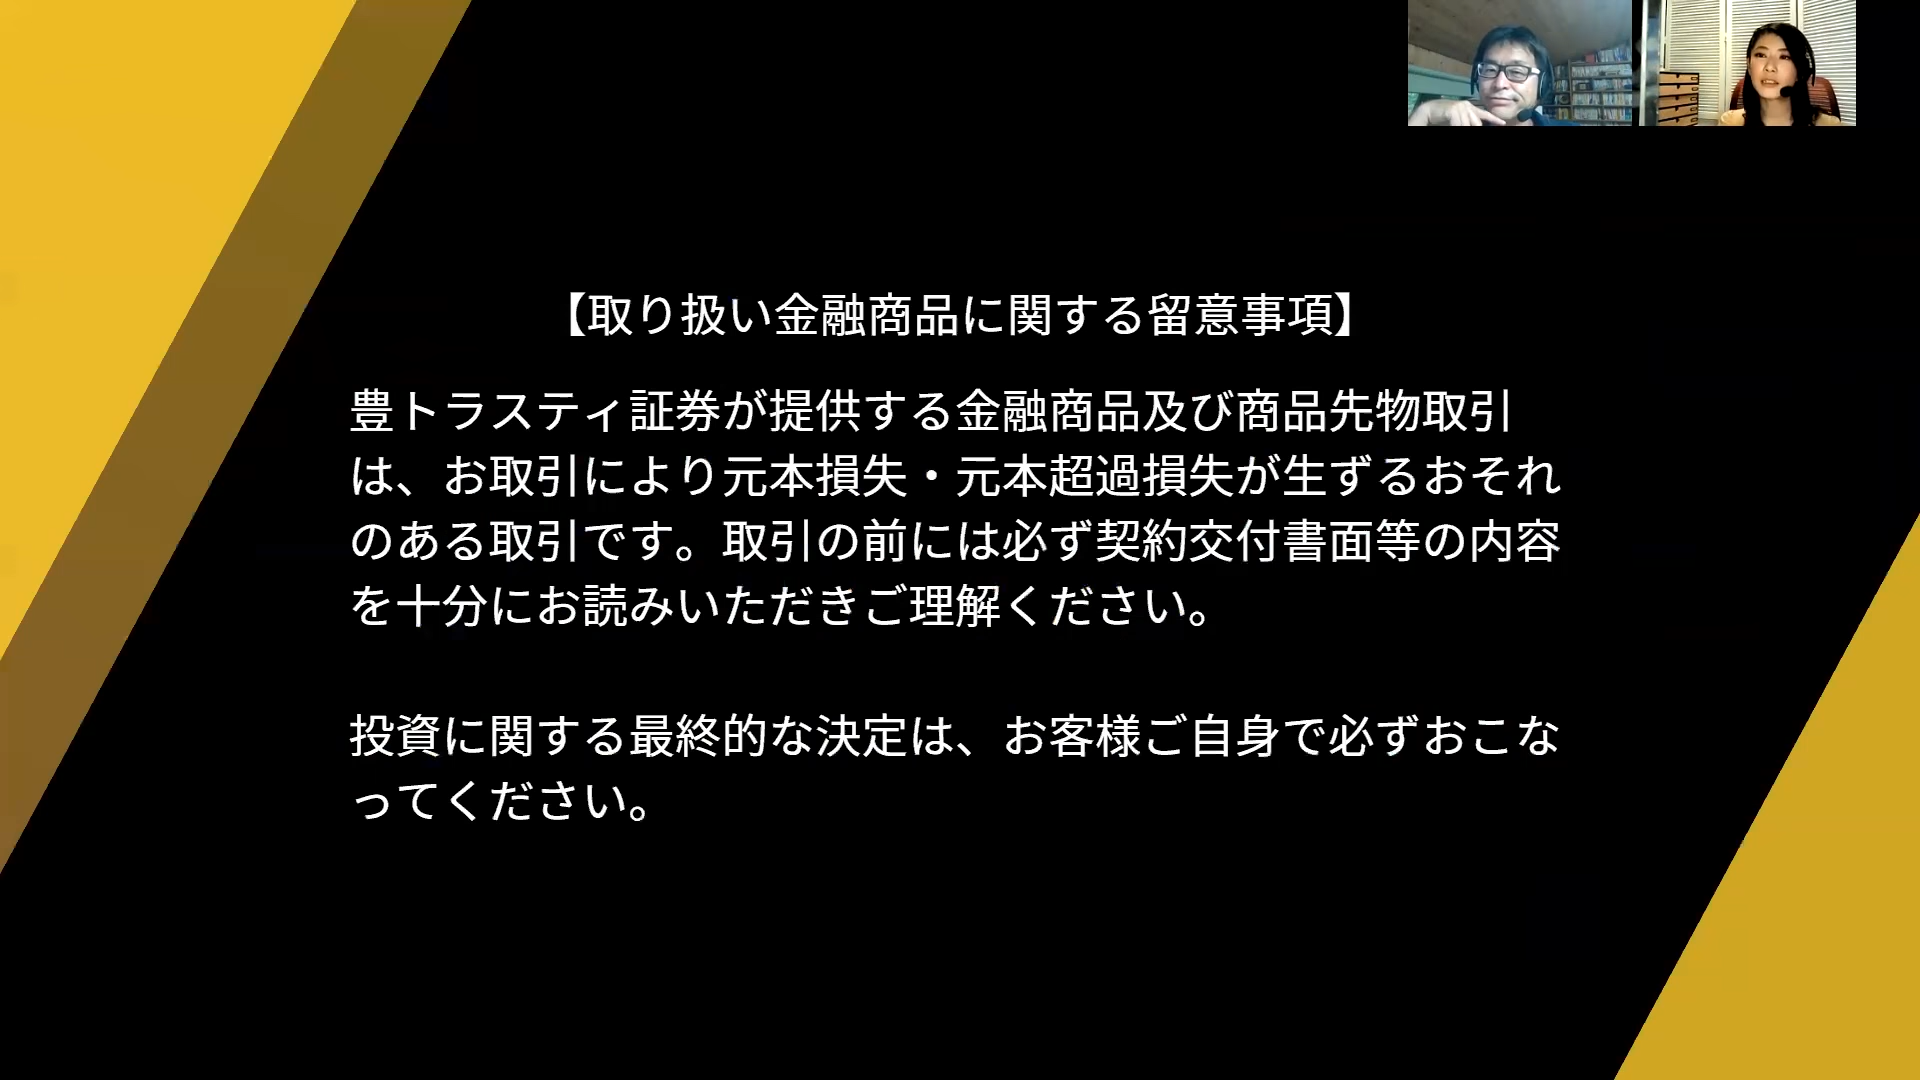 【取り扱い金融商品に関する留意事項】
豊トラスティ証券が提供する金融商品及び商品先物取引
は、お取引により元本損失・元本超過損失が生ずるおそれ
のある取引です。取引の前には必ず契約交付書面等の内容
を十分にお読みいただきご理解ください。
投資に関する最終的な決定は、お客様ご自身で必ずおこな
ってください。